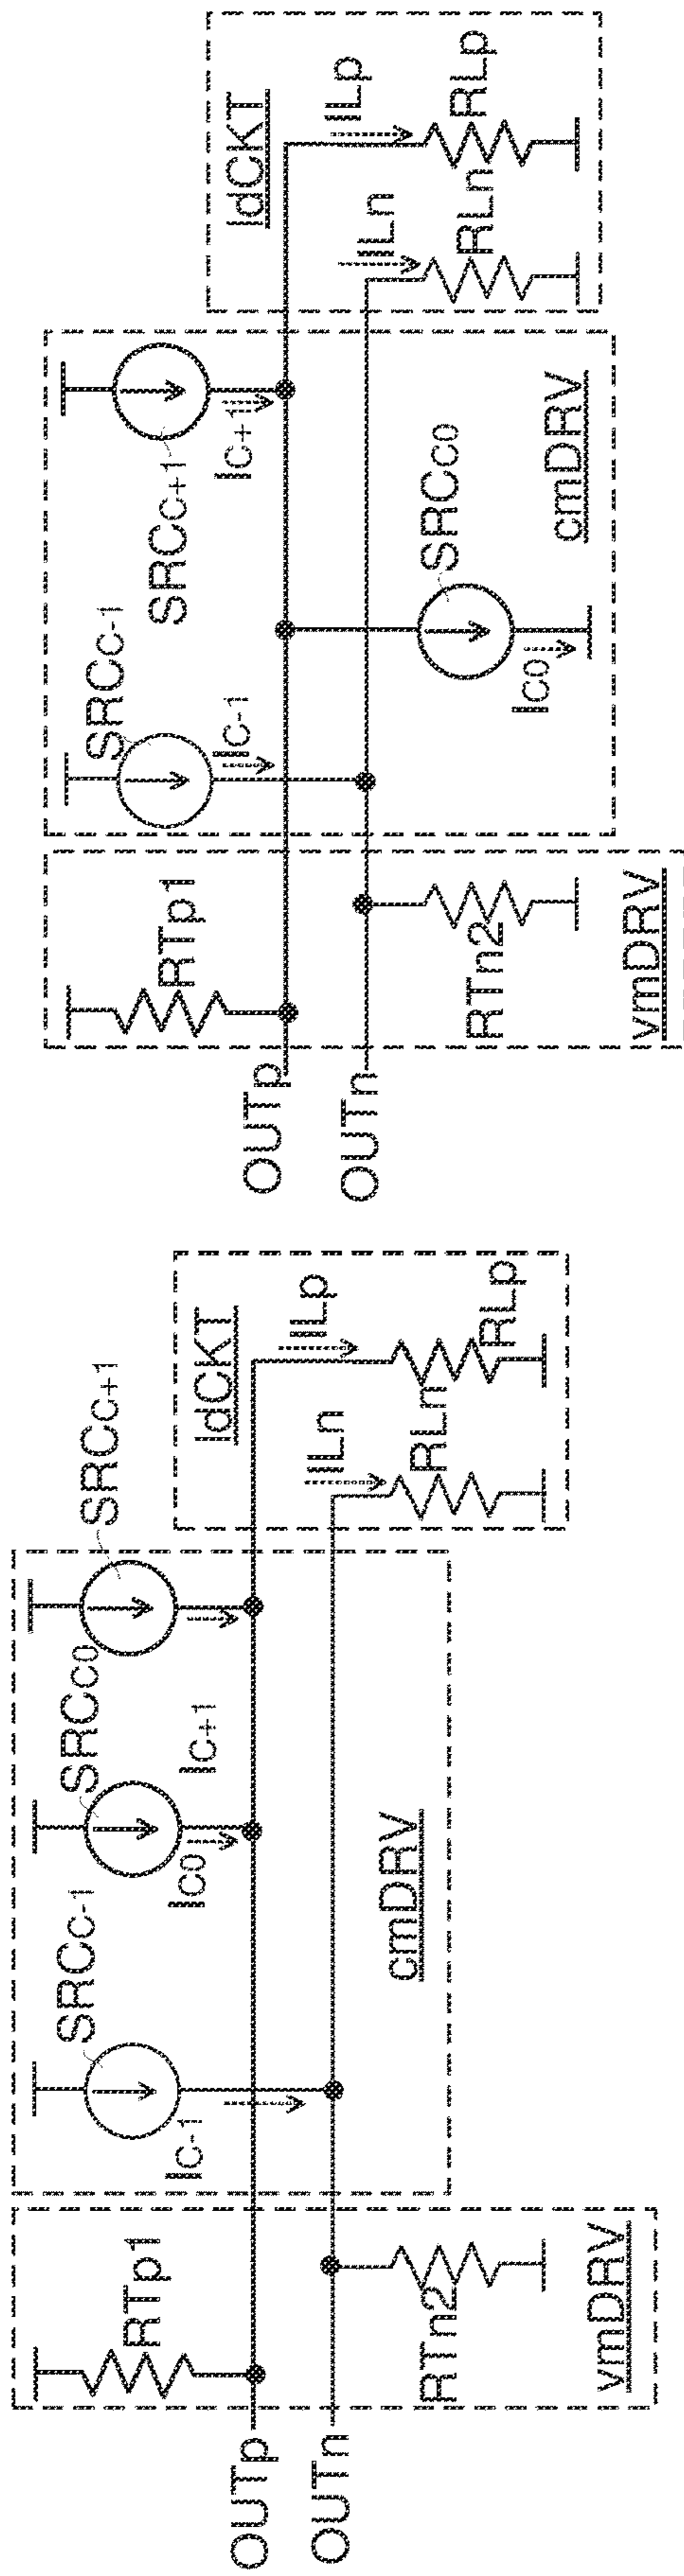 OUTp
OUTn
RTp1
RTn2
vmDRV
SRCC-1
IC-1
SRCC0
IC0
SRCC+1
IC+1
cmDRV
ldCKT
ILn
RLn
ILp
RLp
OUTp
OUTn
RTp1
RTn2
vmDRV
SRCC-1
IC-1
SRCC+1
IC+1
SRCC0
IC0
cmDRV
ldCKT
ILn
RLn
ILp
RLp